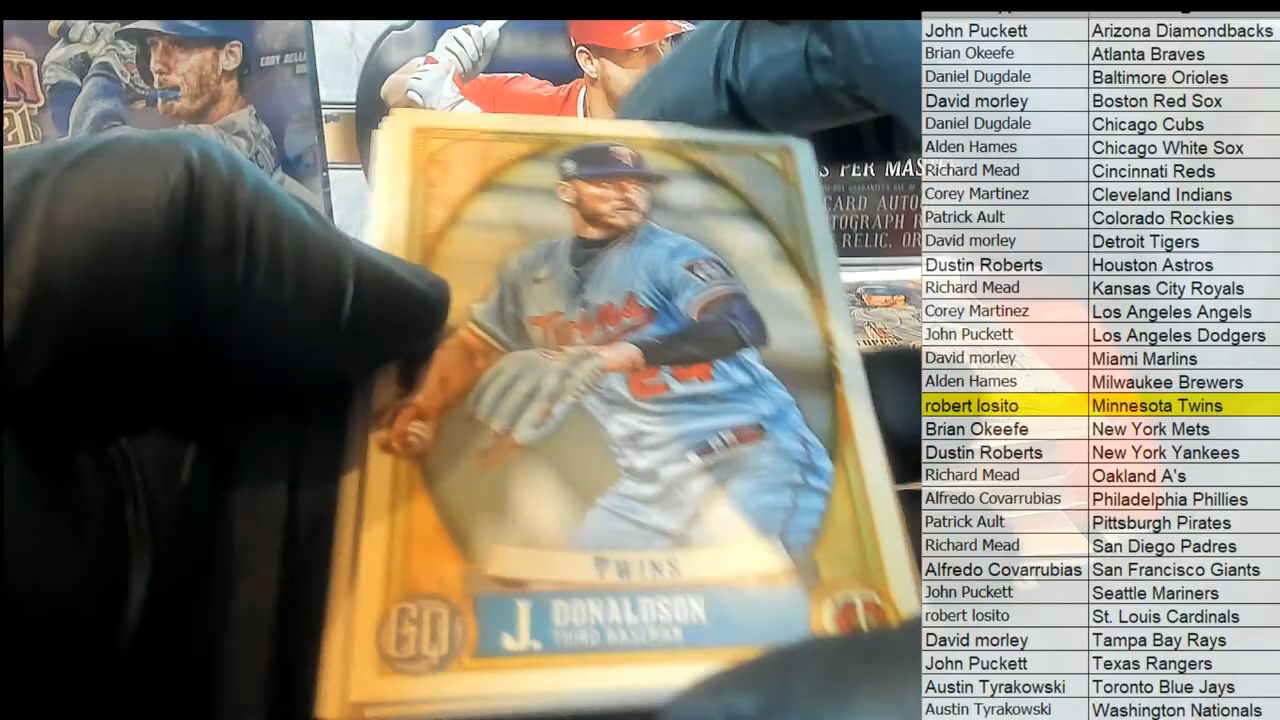 CODY BELLI
S PER MAS
CARD AUTO
TOGRAPH R
RELIC, OR
Twins
24
TWINS
GQ
J. DONALDSON
THIRD BASEMAN
John Puckett Arizona Diamondbacks
Brian Okeefe Atlanta Braves
Daniel Dugdale Baltimore Orioles
David morley Boston Red Sox
Daniel Dugdale Chicago Cubs
Alden Hames Chicago White Sox
Richard Mead Cincinnati Reds
Corey Martinez Cleveland Indians
Patrick Ault Colorado Rockies
David morley Detroit Tigers
Dustin Roberts Houston Astros
Richard Mead Kansas City Royals
Corey Martinez Los Angeles Angels
John Puckett Los Angeles Dodgers
David morley Miami Marlins
Alden Hames Milwaukee Brewers
robert losito Minnesota Twins
Brian Okeefe New York Mets
Dustin Roberts New York Yankees
Richard Mead Oakland A's
Alfredo Covarrubias Philadelphia Phillies
Patrick Ault Pittsburgh Pirates
Richard Mead San Diego Padres
Alfredo Covarrubias San Francisco Giants
John Puckett Seattle Mariners
robert losito St. Louis Cardinals
David morley Tampa Bay Rays
John Puckett Texas Rangers
Austin Tyrakowski Toronto Blue Jays
Austin Tyrakowski Washington Nationals